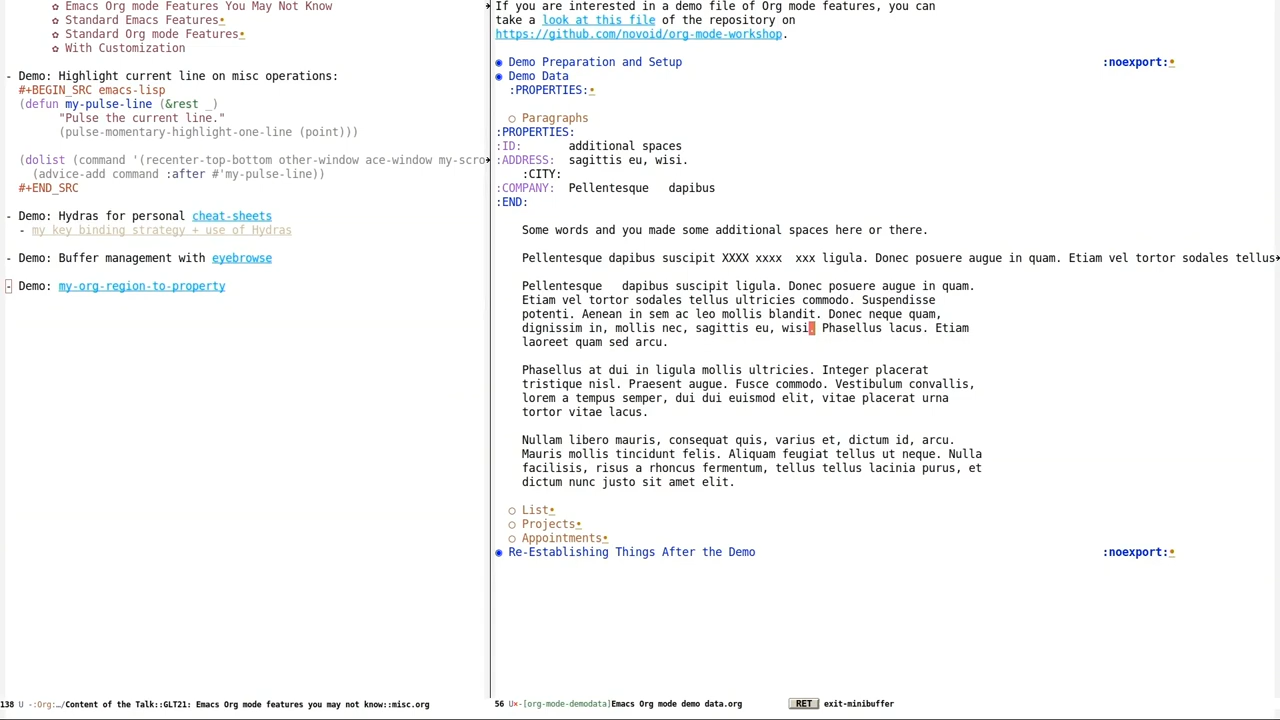 ✿ Emacs Org mode Features You May Not Know
✿ Standard Emacs Features•
✿ Standard Org mode Features•
✿ With Customization
- Demo: Highlight current line on misc operations:
#+BEGIN_SRC emacs-lisp
(defun my-pulse-line (&rest _)
"Pulse the current line."
(pulse-momentary-highlight-one-line (point)))
(dolist (command '(recenter-top-bottom other-window ace-window my-scro
(advice-add command :after #'my-pulse-line))
#+END_SRC
- Demo: Hydras for personal cheat-sheets
- my key binding strategy + use of Hydras
- Demo: Buffer management with eyebrowse
- Demo: my-org-region-to-property
138 U -:Org:…/Content of the Talk::GLT21: Emacs Org mode features you may not know::misc.org
If you are interested in a demo file of Org mode features, you can
take a look at this file of the repository on
https://github.com/novoid/org-mode-workshop.
◉ Demo Preparation and Setup :noexport:•
◉ Demo Data
:PROPERTIES:•
○ Paragraphs
:PROPERTIES:
:ID: additional spaces
:ADDRESS: sagittis eu, wisi.
:CITY:
:COMPANY: Pellentesque dapibus
:END:
Some words and you made some additional spaces here or there.
Pellentesque dapibus suscipit XXXX xxxx xxx ligula. Donec posuere augue in quam. Etiam vel tortor sodales tellus
Pellentesque dapibus suscipit ligula. Donec posuere augue in quam.
Etiam vel tortor sodales tellus ultricies commodo. Suspendisse
potenti. Aenean in sem ac leo mollis blandit. Donec neque quam,
dignissim in, mollis nec, sagittis eu, wisi. Phasellus lacus. Etiam
laoreet quam sed arcu.
Phasellus at dui in ligula mollis ultricies. Integer placerat
tristique nisl. Praesent augue. Fusce commodo. Vestibulum convallis,
lorem a tempus semper, dui dui euismod elit, vitae placerat urna
tortor vitae lacus.
Nullam libero mauris, consequat quis, varius et, dictum id, arcu.
Mauris mollis tincidunt felis. Aliquam feugiat tellus ut neque. Nulla
facilisis, risus a rhoncus fermentum, tellus tellus lacinia purus, et
dictum nunc justo sit amet elit.
○ List•
○ Projects•
○ Appointments•
◉ Re-Establishing Things After the Demo :noexport:•
56 U×-[org-mode-demodata]Emacs Org mode demo data.org RET exit-minibuffer